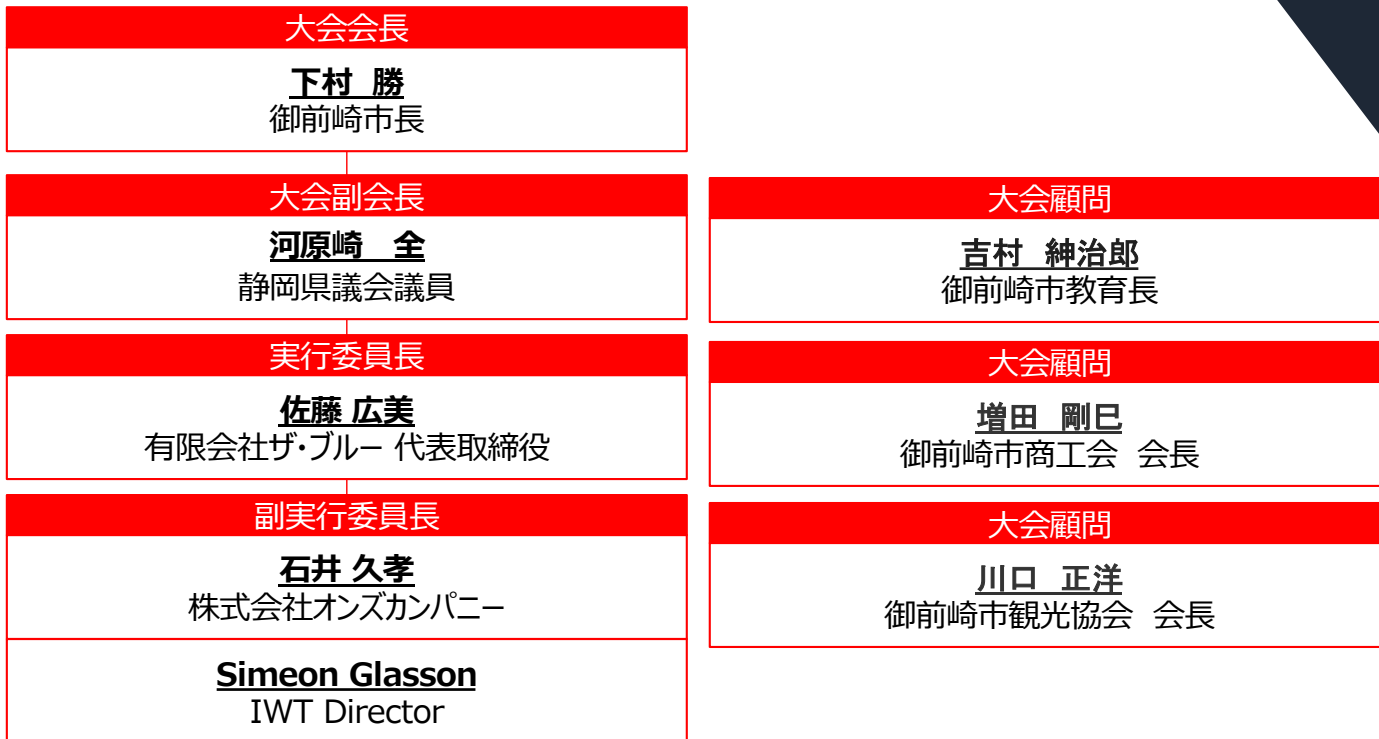 大会会長
下村 勝
御前崎市長
大会副会長
河原崎 全
静岡県議会議員
実行委員長
佐藤 広美
有限会社ザ・ブルー 代表取締役
副実行委員長
石井 久孝
株式会社オンズカンパニー
Simeon Glasson
IWT Director
大会顧問
吉村 紳治郎
御前崎市教育長
大会顧問
増田 剛巳
御前崎市商工会 会長
大会顧問
川口 正洋
御前崎市観光協会 会長